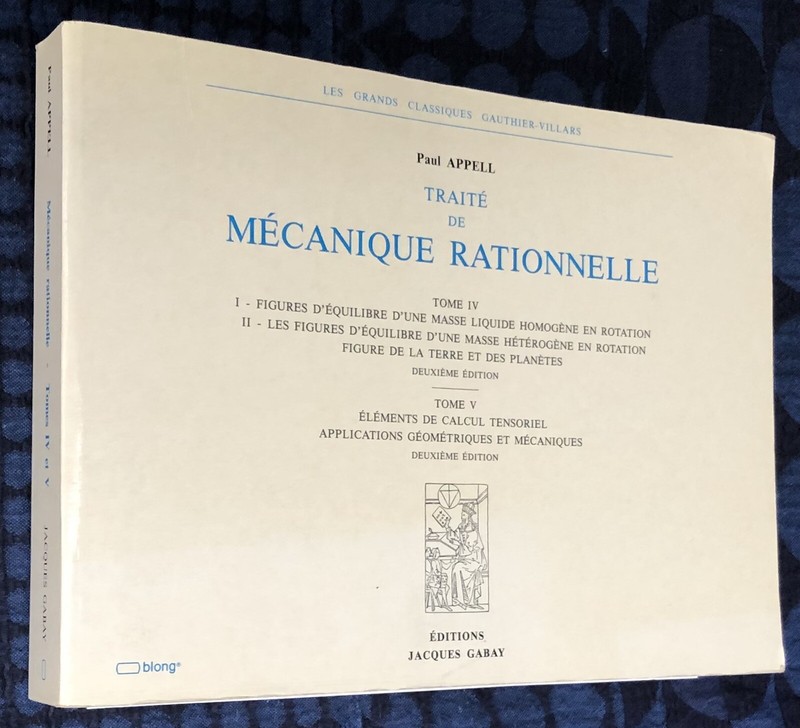 LES GRANDS CLASSIQUES GAUTHIER-VILLARS
Paul APPELL
TRAITÉ
DE
MÉCANIQUE RATIONNELLE
TOME IV
I - FIGURES D'ÉQUILIBRE D'UNE MASSE LIQUIDE HOMOGÈNE EN ROTATION
II - LES FIGURES D'ÉQUILIBRE D'UNE MASSE HÉTÉROGÈNE EN ROTATION
FIGURE DE LA TERRE ET DES PLANÈTES
DEUXIÈME ÉDITION
TOME V
ÉLÉMENTS DE CALCUL TENSORIEL
APPLICATIONS GÉOMÉTRIQUES ET MÉCANIQUES
DEUXIÈME ÉDITION
ÉDITIONS
JACQUES GABAY
Paul APPELL Mécanique rationnelle - Tomes IV et V JACQUES GABAY
oblong®